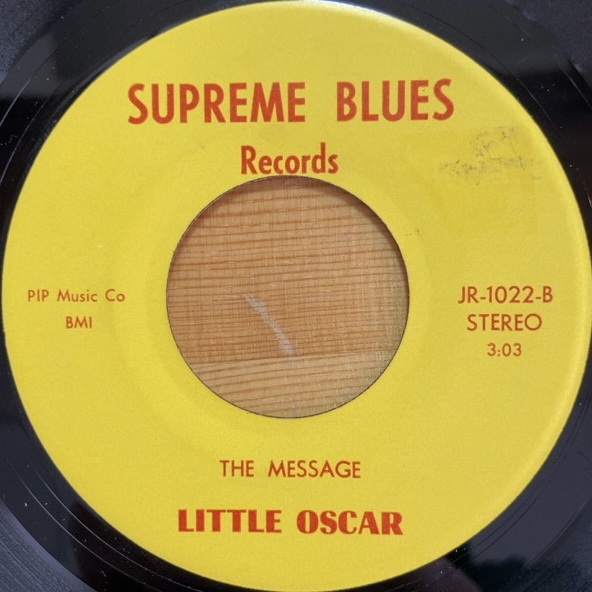 SUPREME BLUES
Records
PIP Music Co
BMI
JR-1022-B
STEREO
3:03
THE MESSAGE
LITTLE OSCAR